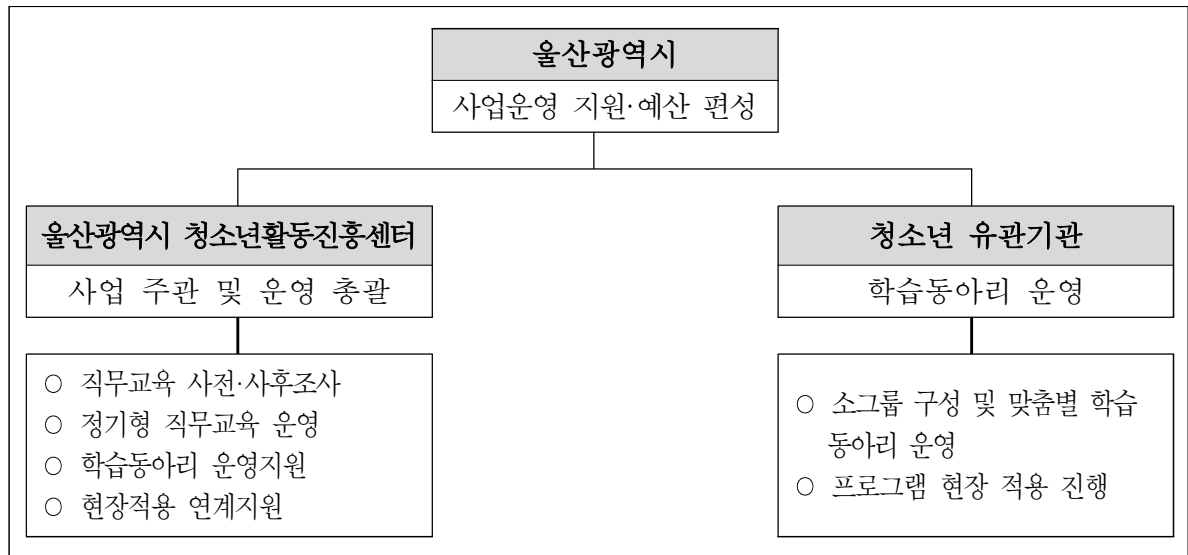 울산광역시
사업운영 지원·예산 편성
울산광역시 청소년활동진흥센터
사업 주관 및 운영 총괄
○ 직무교육 사전·사후조사
○ 정기형 직무교육 운영
○ 학습동아리 운영지원
○ 현장적용 연계지원
청소년 유관기관
학습동아리 운영
○ 소그룹 구성 및 맞춤별 학습
동아리 운영
○ 프로그램 현장 적용 진행